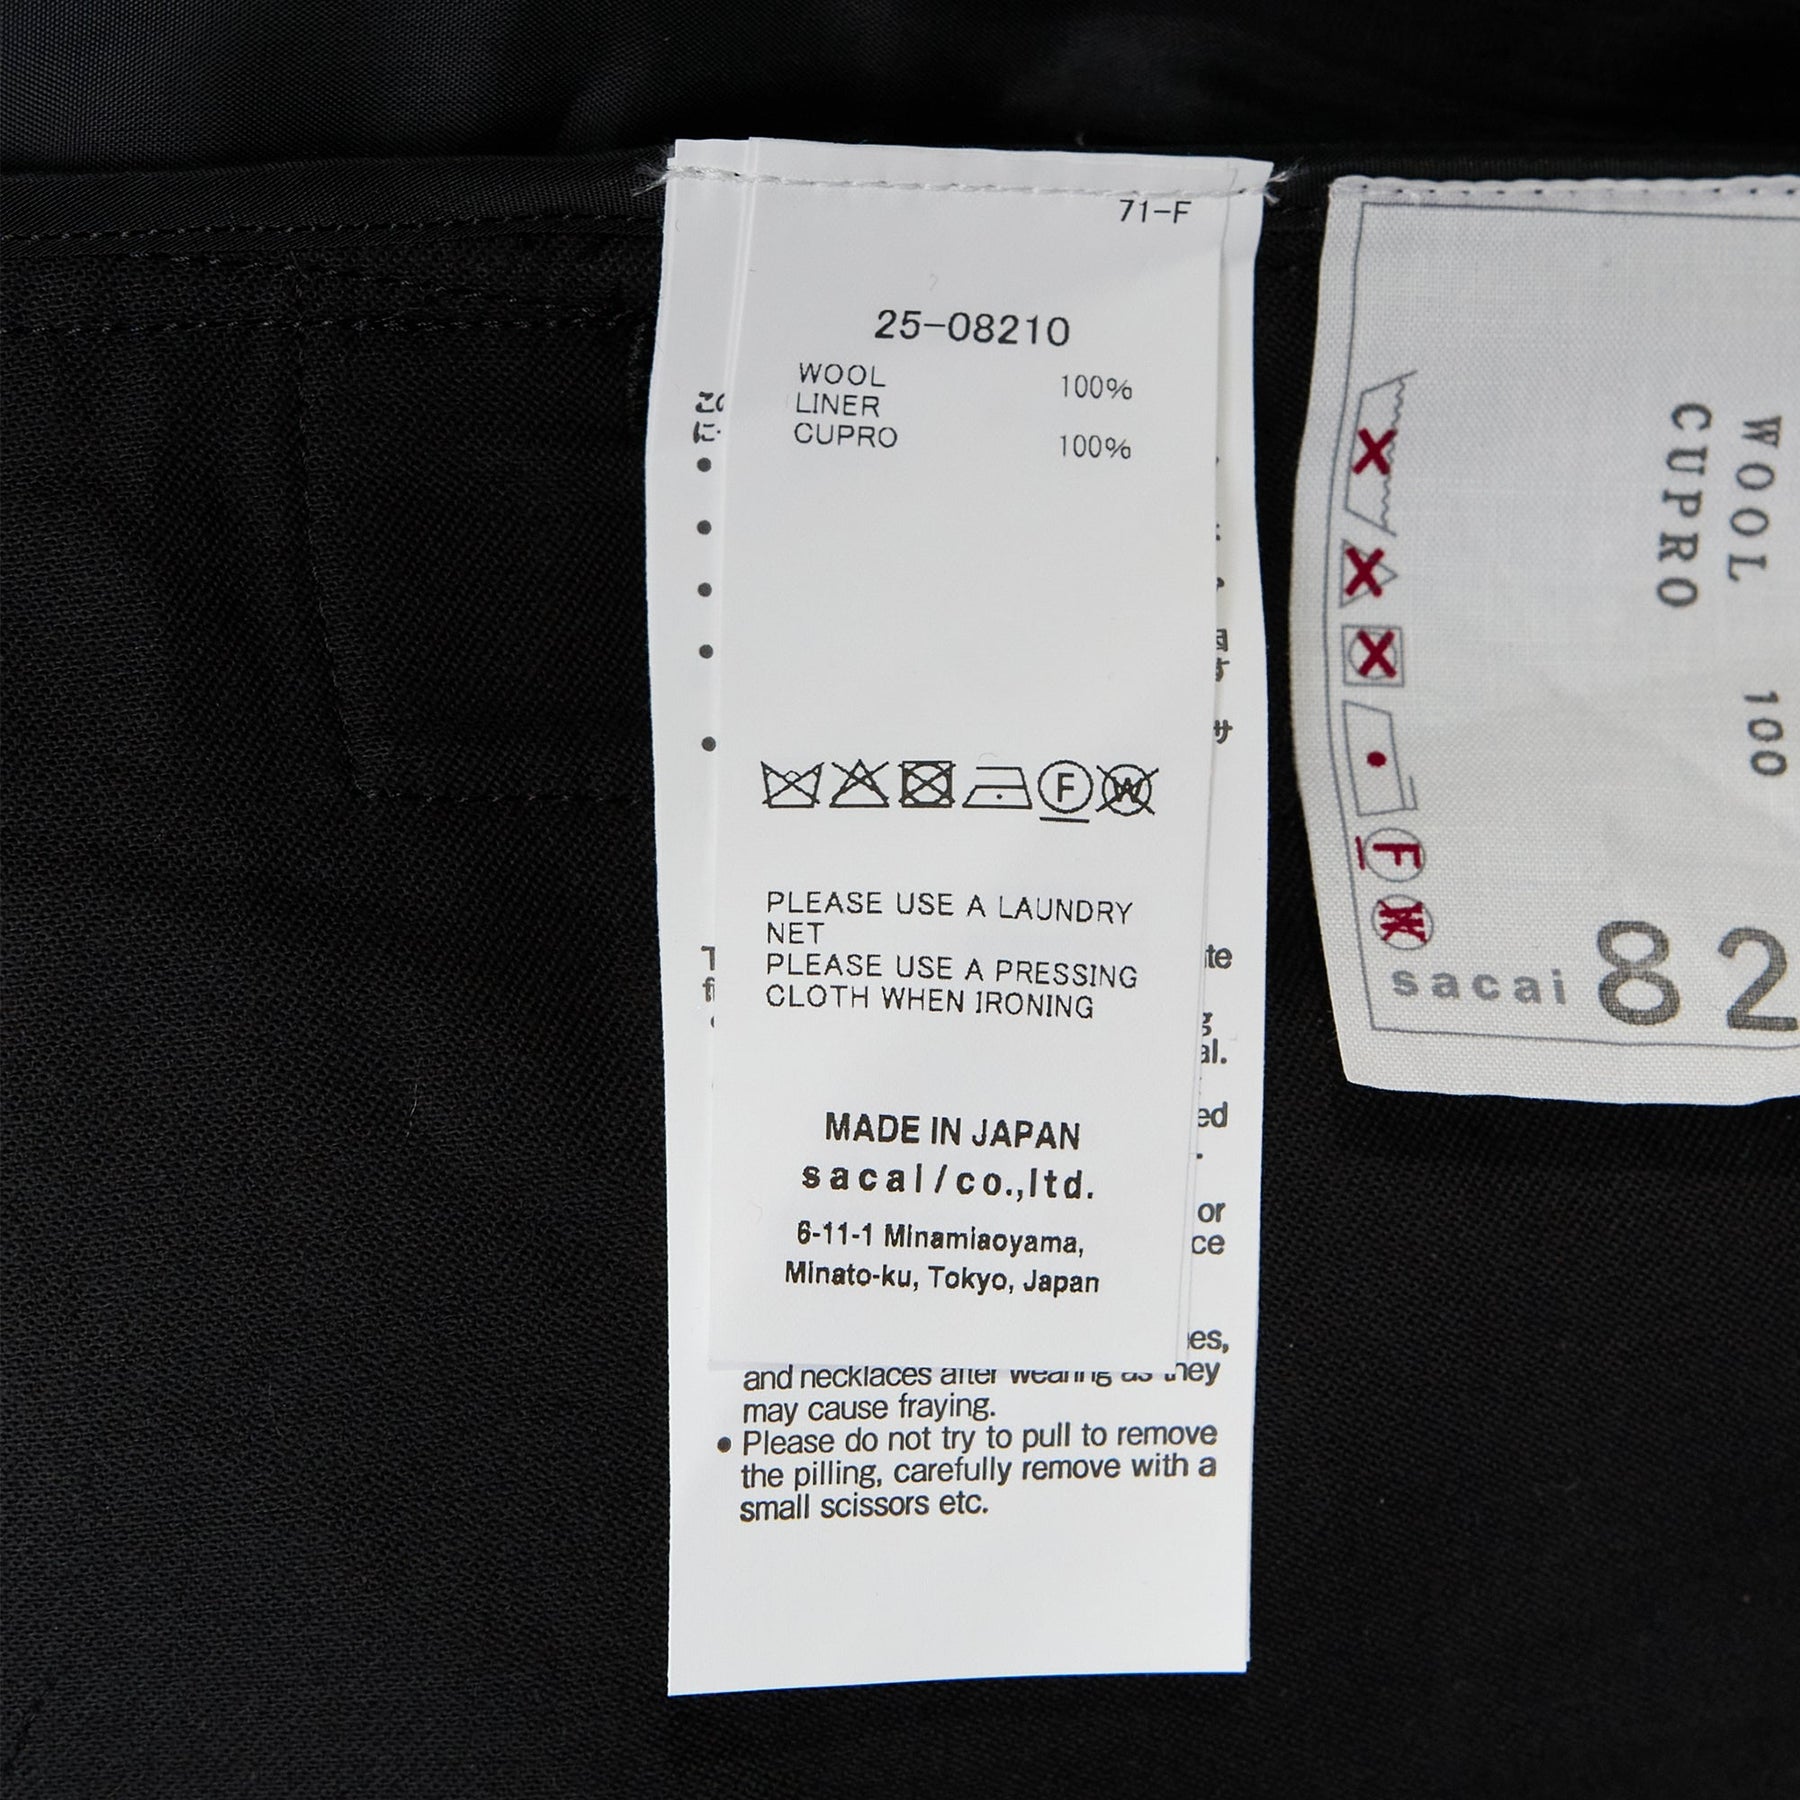 71-F
25-08210
WOOL 100%
LINER
CUPRO 100%
F W
PLEASE USE A LAUNDRY
NET
PLEASE USE A PRESSING
CLOTH WHEN IRONING
MADE IN JAPAN
sacai/co.,ltd.
6-11-1 Minamiaoyama,
Minato-ku, Tokyo, Japan
and necklaces after wearing as they
may cause fraying.
• Please do not try to pull to remove
the pilling, carefully remove with a
small scissors etc.
WOOL 100
CUPRO
F W
sacai 82